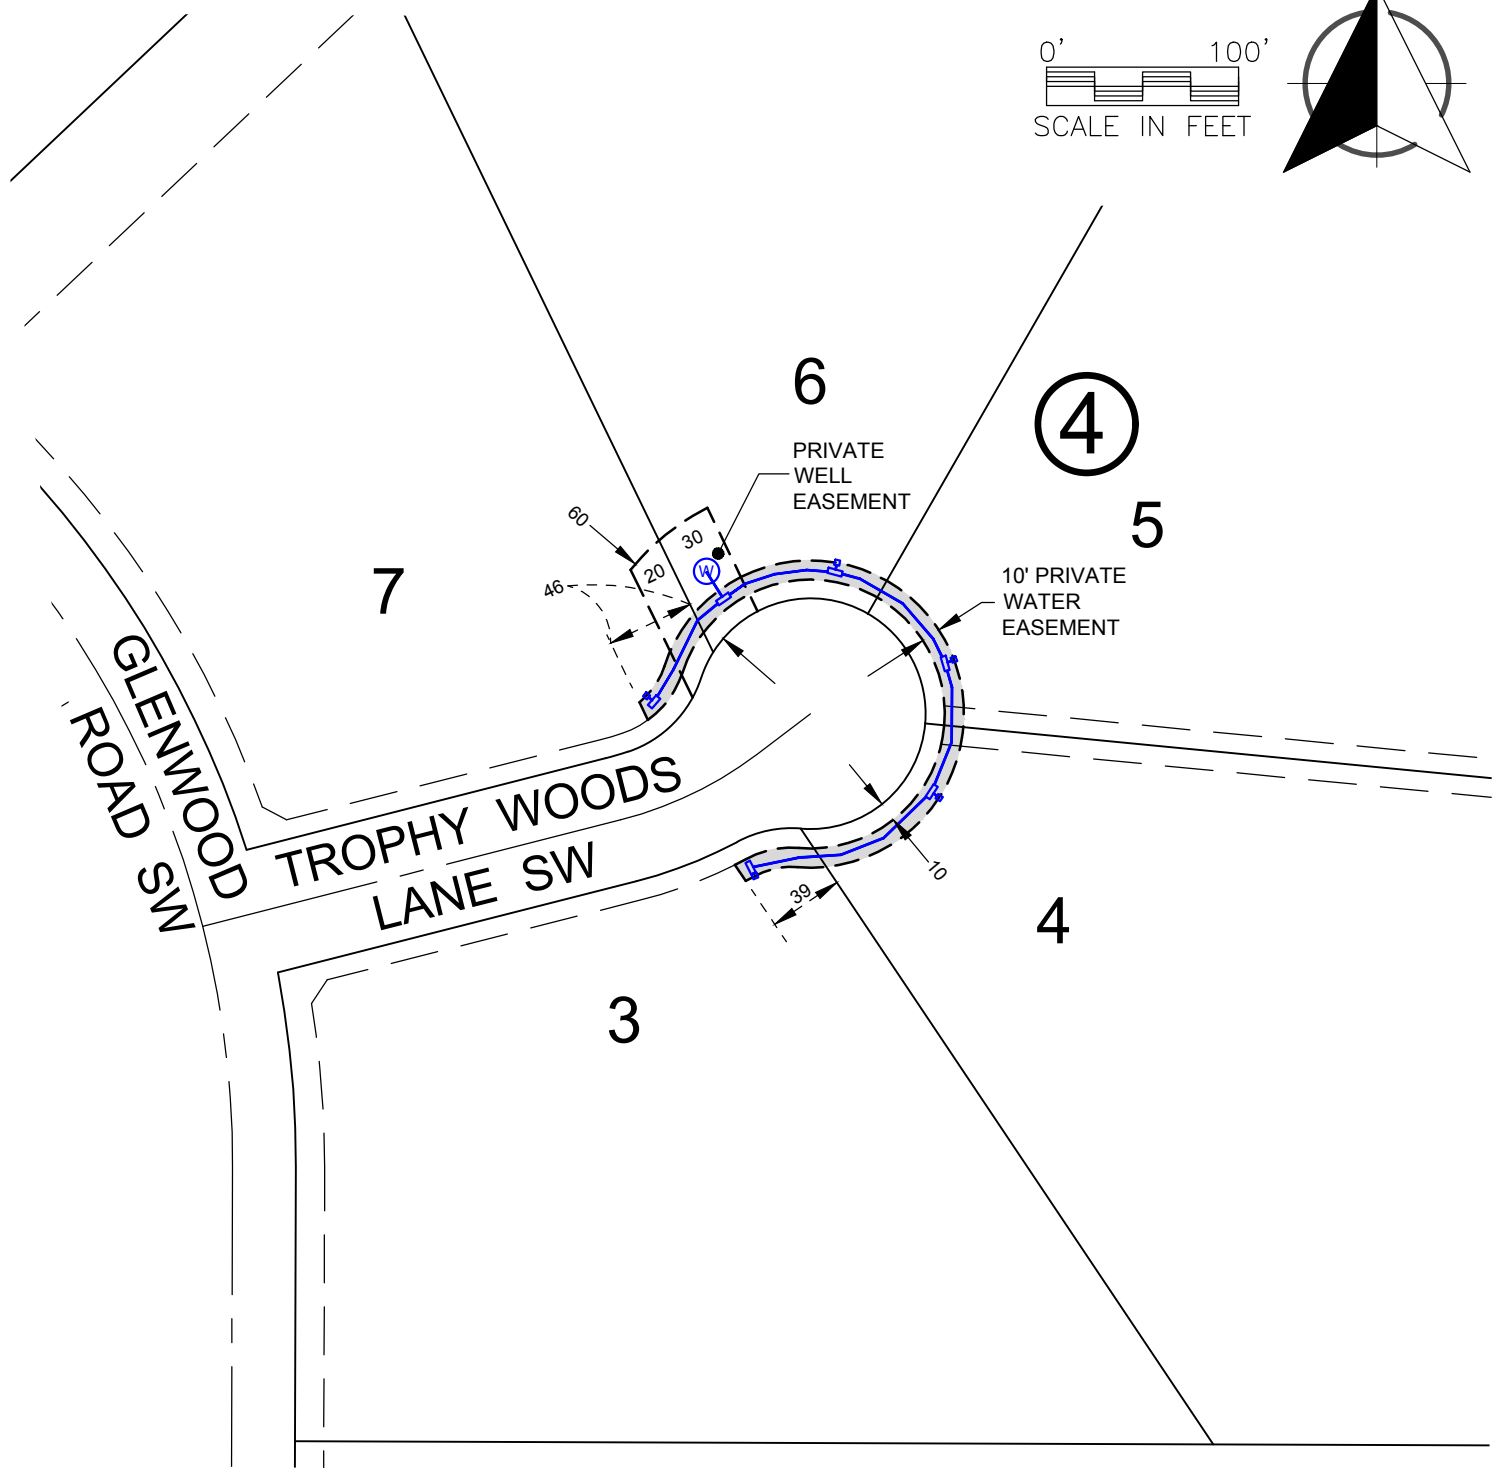 0' 100'
SCALE IN FEET
6
4
PRIVATE
WELL
EASEMENT
5
60
30
20
W
46
7
10' PRIVATE
WATER
EASEMENT
GLENWOOD
ROAD SW
TROPHY WOODS
LANE SW
10
39
4
3